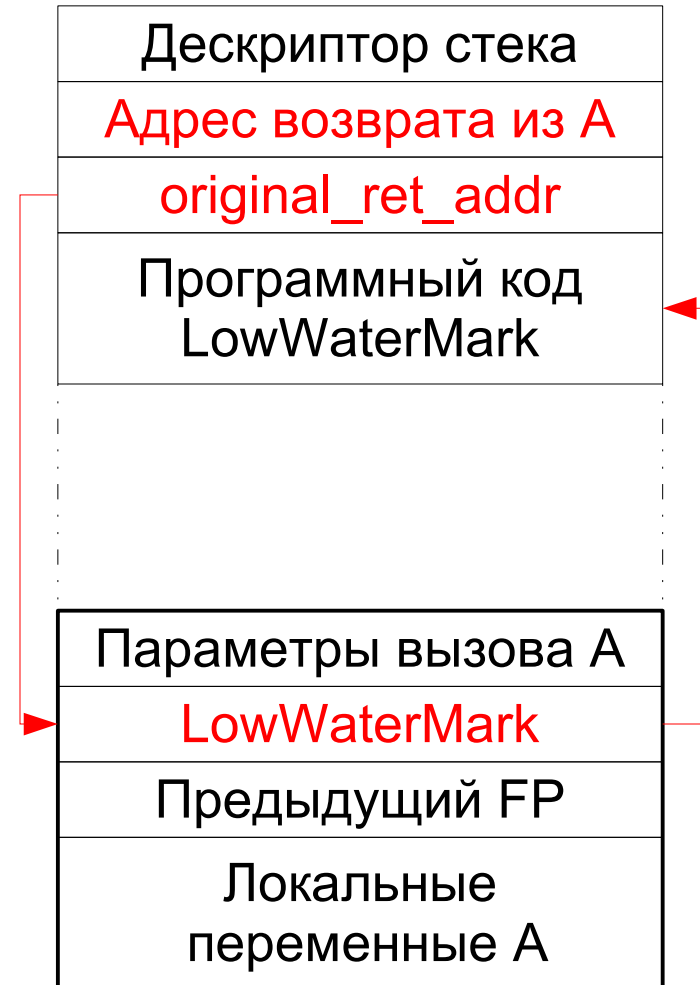 Дескриптор стека
Адрес возврата из А
original_ret_addr
Программный код
LowWaterMark
Параметры вызова А
LowWaterMark
Предыдущий FP
Локальные
переменные А